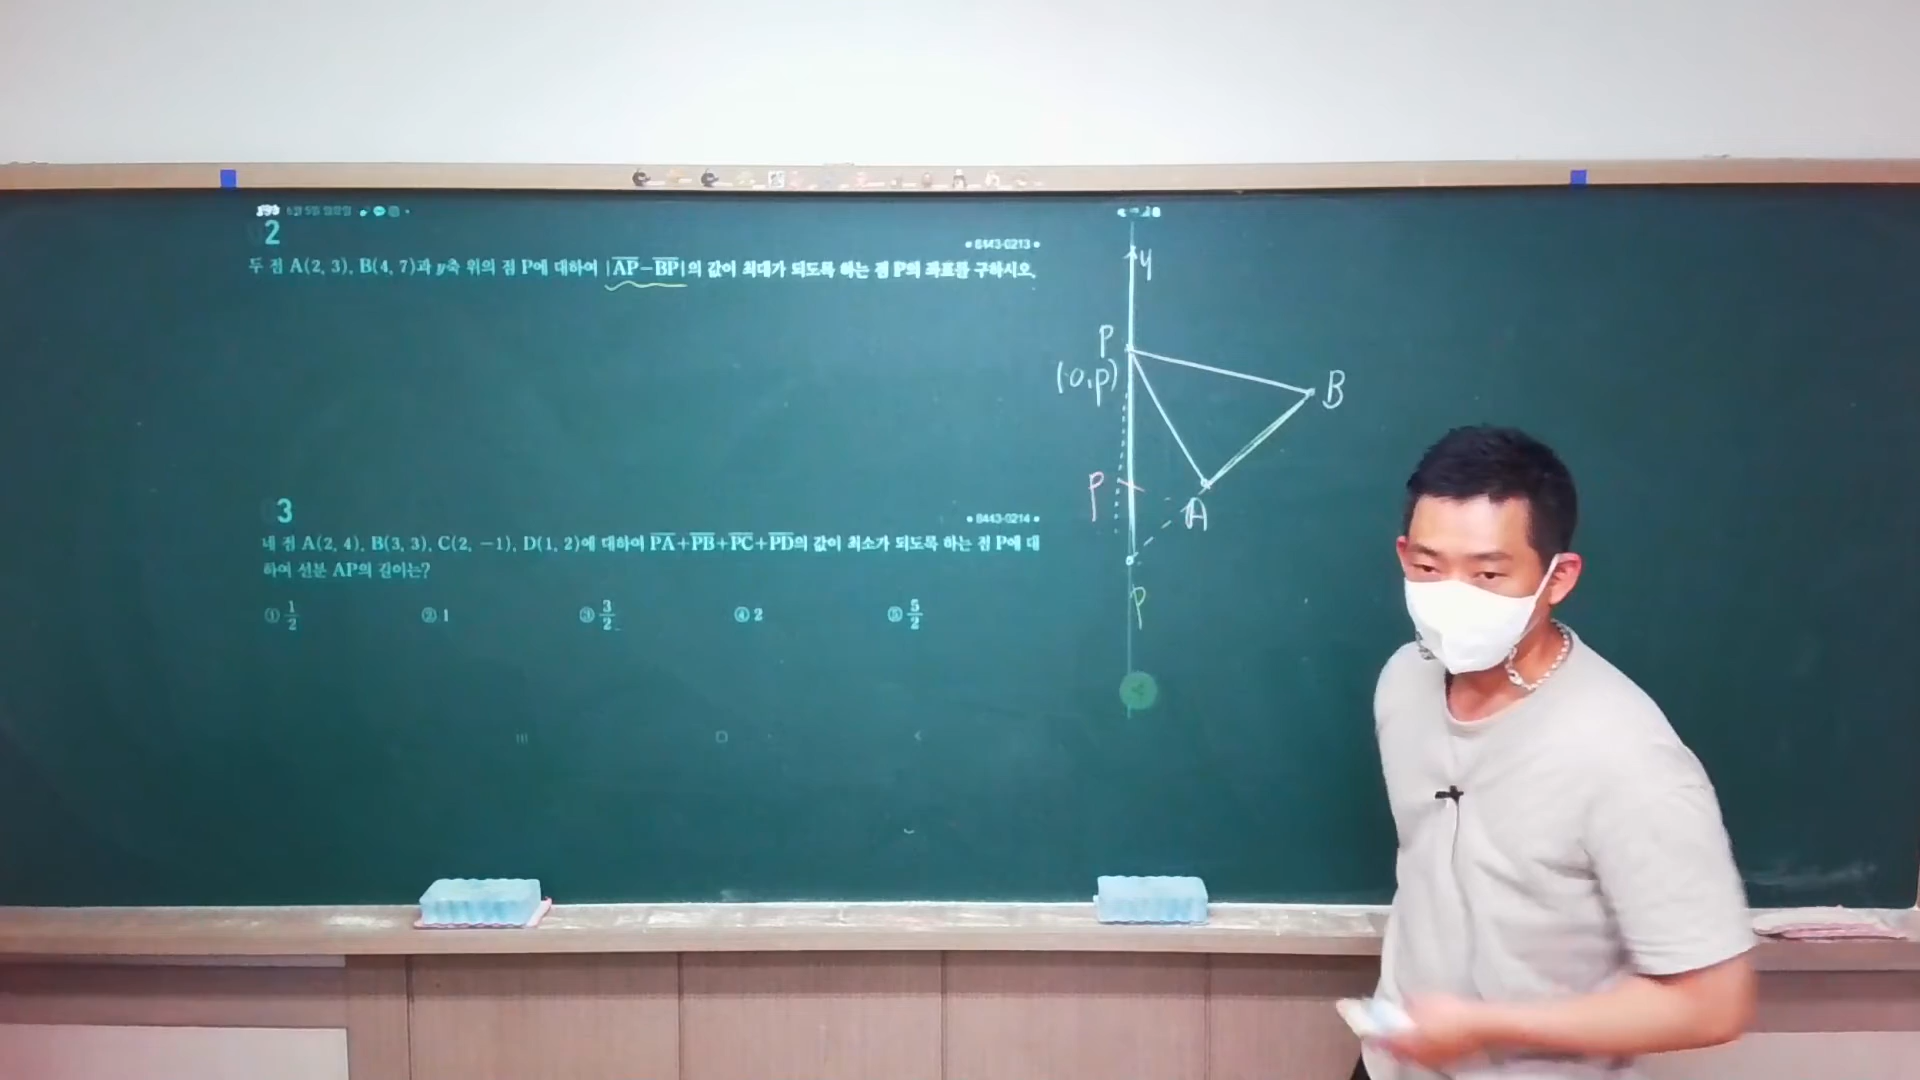 2
8443-0213
두 점 A(2, 3), B(4, 7)과 y축 위의 점 P에 대하여 |AP-BP|의 값이 최대가 되도록 하는 점 P의 좌표를 구하시오.
3
8443-0214
네 점 A(2, 4), B(3, 3), C(2, -1), D(1, 2)에 대하여 PA+PB+PC+PD의 값이 최소가 되도록 하는 점 P에 대
하여 선분 AP의 길이는?
① 1/2 ② 1 ③ 3/2 ④ 2 ⑤ 5/2
y
P
(0,p)
B
P
A
P